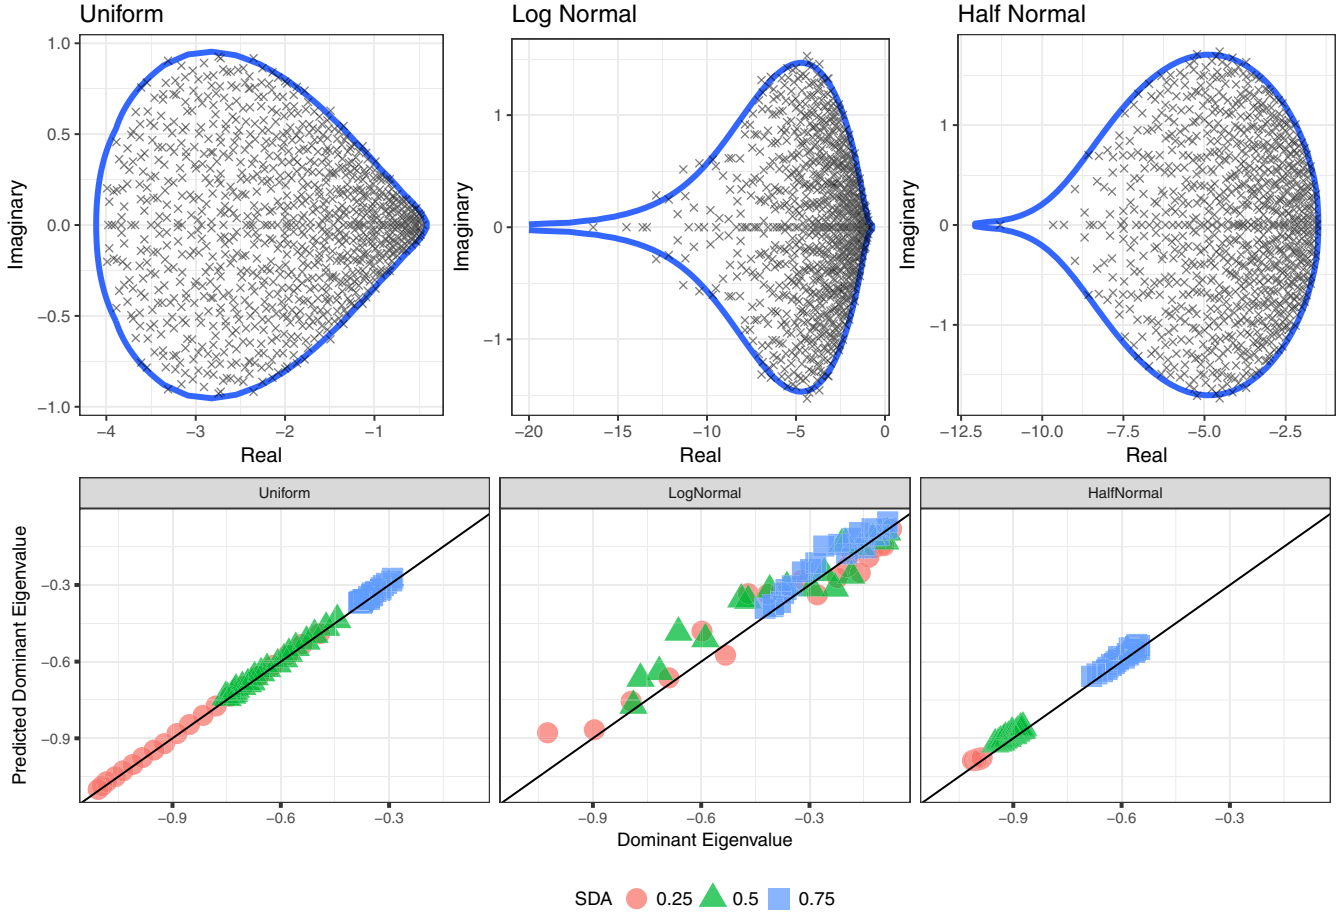 Uniform
Log Normal
Half Normal
Imaginary
1.0
0.5
0.0
−0.5
−1.0
−4
−3
−2
−1
Real
Imaginary
1
0
−1
−20
−15
−10
−5
0
Real
Imaginary
1
0
−1
−12.5
−10.0
−7.5
−5.0
−2.5
Real
Uniform
LogNormal
HalfNormal
Predicted Dominant Eigenvalue
−0.3
−0.6
−0.9
−0.9
−0.6
−0.3
−0.9
−0.6
−0.3
−0.9
−0.6
−0.3
Dominant Eigenvalue
SDA 0.25 0.5 0.75